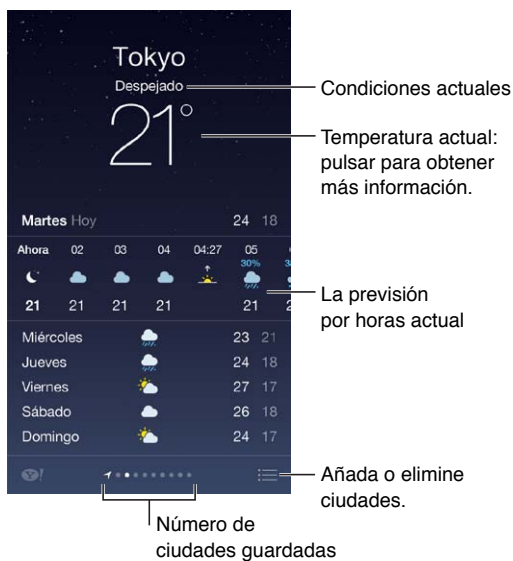 Tokyo
Despejado
21°
Condiciones actuales
Temperatura actual:
pulsar para obtener
más información.
Martes Hoy 24 18
Ahora 02 03 04 04:27 05
30%
21 21 21 21 21 2
La previsión
por horas actual
Miércoles 23 21
Jueves 24 18
Viernes 27 17
Sábado 26 18
Domingo 24 17
Y!
Añada o elimine
ciudades.
Número de
ciudades guardadas